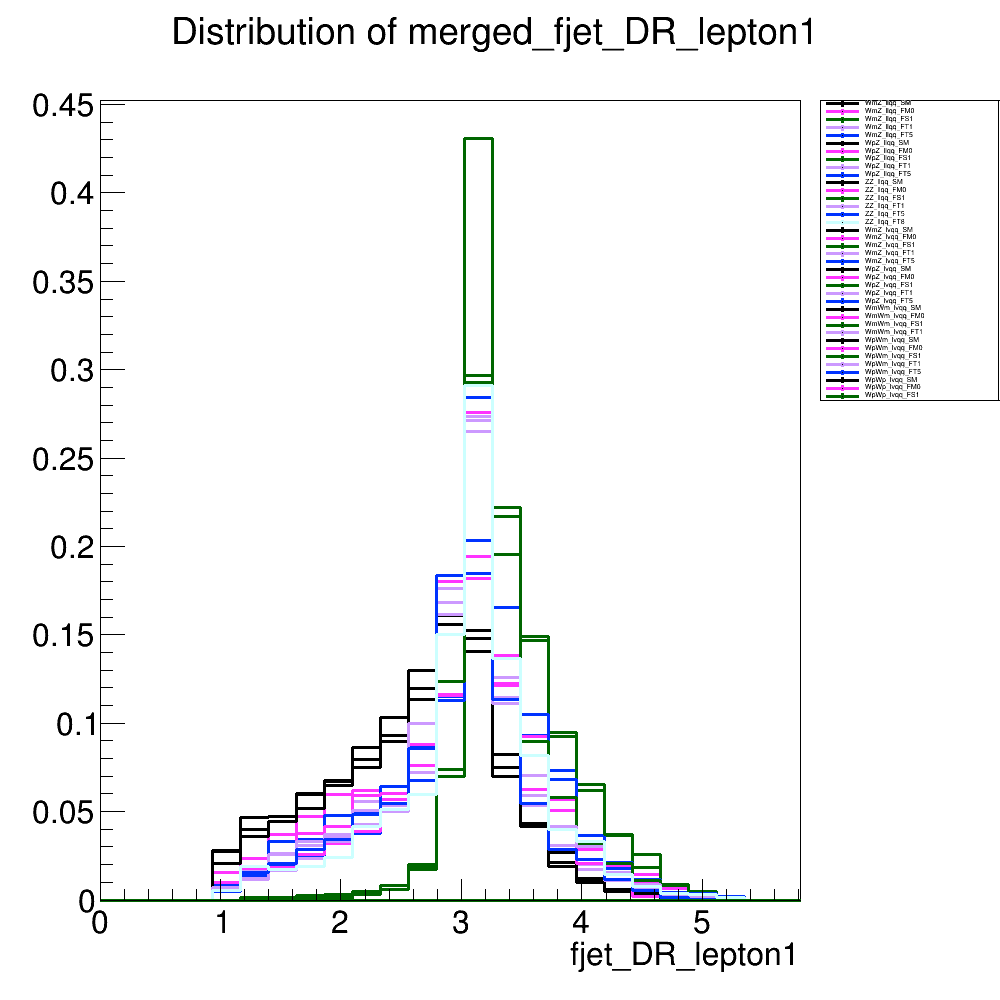 Distribution of merged_fjet_DR_lepton1
0.45
0.4
0.35
0.3
0.25
0.2
0.15
0.1
0.05
0
0 1 2 3 4 5
fjet_DR_lepton1
WmZ_llqq_SM
WmZ_llqq_FM0
WmZ_llqq_FS1
WmZ_llqq_FT1
WmZ_llqq_FT5
WpZ_llqq_SM
WpZ_llqq_FM0
WpZ_llqq_FS1
WpZ_llqq_FT1
WpZ_llqq_FT5
ZZ_llqq_SM
ZZ_llqq_FM0
ZZ_llqq_FS1
ZZ_llqq_FT1
ZZ_llqq_FT5
ZZ_llqq_FT8
WmZ_lvqq_SM
WmZ_lvqq_FM0
WmZ_lvqq_FS1
WmZ_lvqq_FT1
WmZ_lvqq_FT5
WpZ_lvqq_SM
WpZ_lvqq_FM0
WpZ_lvqq_FS1
WpZ_lvqq_FT1
WpZ_lvqq_FT5
WmWm_lvqq_SM
WmWm_lvqq_FM0
WmWm_lvqq_FS1
WmWm_lvqq_FT1
WpWm_lvqq_SM
WpWm_lvqq_FM0
WpWm_lvqq_FS1
WpWm_lvqq_FT1
WpWm_lvqq_FT5
WpWp_lvqq_SM
WpWp_lvqq_FM0
WpWp_lvqq_FS1